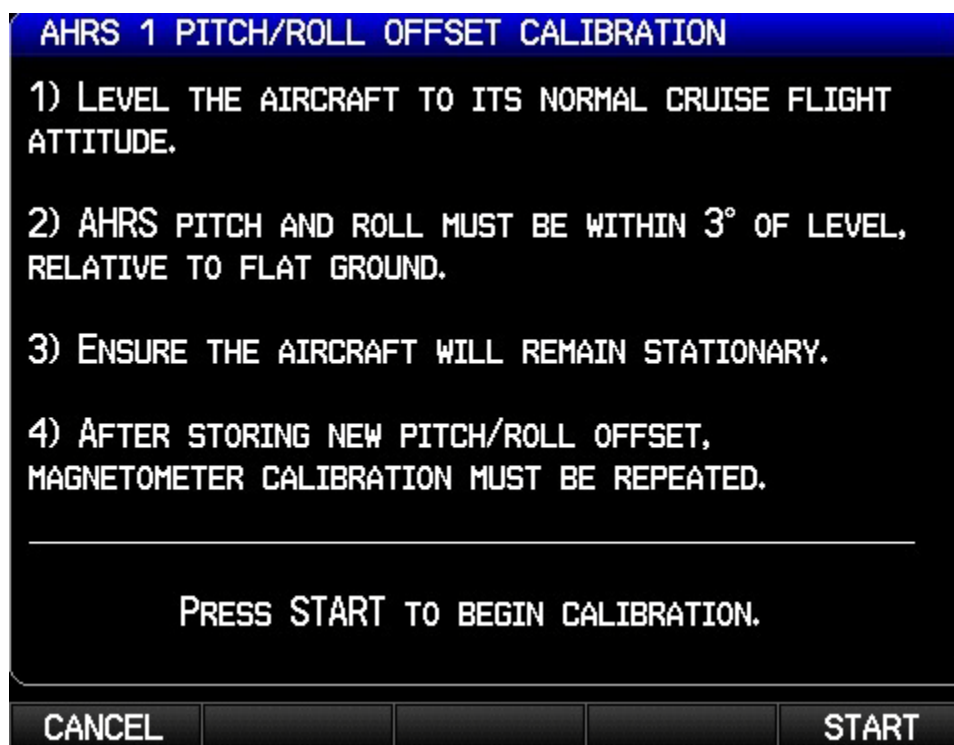 AHRS 1 PITCH/ROLL OFFSET CALIBRATION
1) LEVEL THE AIRCRAFT TO ITS NORMAL CRUISE FLIGHT
ATTITUDE.
2) AHRS PITCH AND ROLL MUST BE WITHIN 3° OF LEVEL,
RELATIVE TO FLAT GROUND.
3) ENSURE THE AIRCRAFT WILL REMAIN STATIONARY.
4) AFTER STORING NEW PITCH/ROLL OFFSET,
MAGNETOMETER CALIBRATION MUST BE REPEATED.
PRESS START TO BEGIN CALIBRATION.
CANCEL START